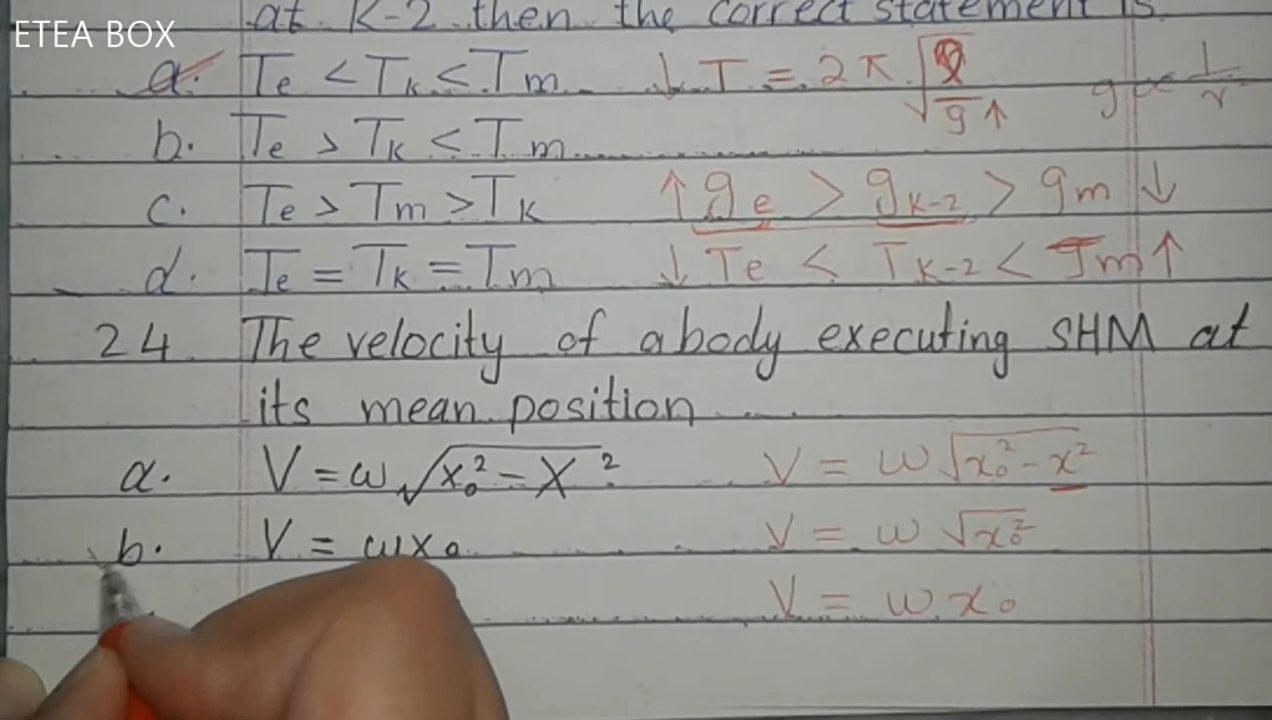 at K-2 then the correct statement is
ETEA BOX
a. Te < Tk < Tm ↓T = 2π √l/g↑ g ∝ 1/r
b. Te > Tk < Tm
c. Te > Tm > Tk ↑ge > gK-2 > gm↓
d. Te = Tk = Tm ↓Te < TK-2 < Tm↑
24 The velocity of a body executing SHM at
its mean position
a. V = ω√x₀² - X² V = ω√x₀² - x²
b. V = ωx₀ V = ω√x₀²
V = ωx₀